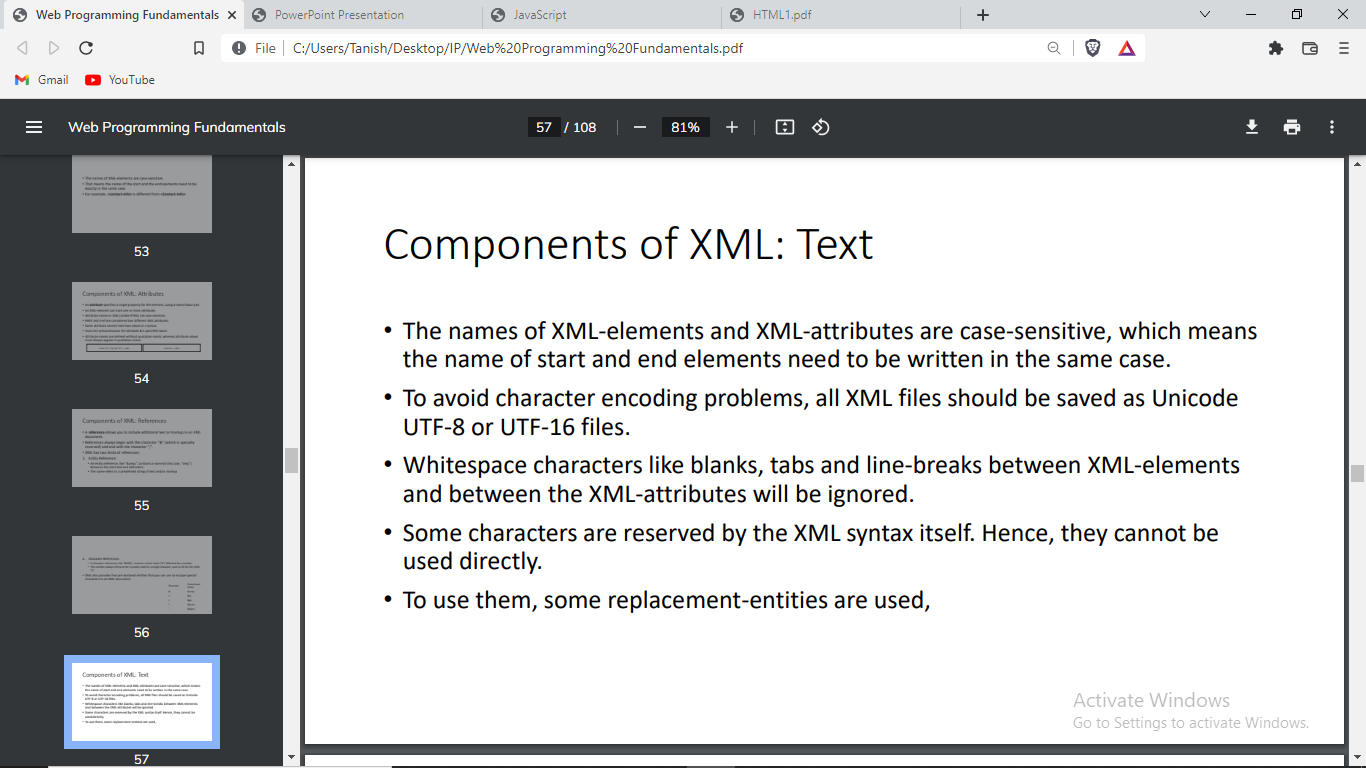 Web Programming Fundamentals
PowerPoint Presentation
JavaScript
HTML1.pdf
File
C:/Users/Tanish/Desktop/IP/Web%20Programming%20Fundamentals.pdf
Gmail
YouTube
Web Programming Fundamentals
57 / 108
81%
53
Components of XML: Attributes
54
Components of XML: References
55
56
Components of XML: Text
57
Components of XML: Text
• The names of XML-elements and XML-attributes are case-sensitive, which means
the name of start and end elements need to be written in the same case.
• To avoid character encoding problems, all XML files should be saved as Unicode
UTF-8 or UTF-16 files.
• Whitespace characters like blanks, tabs and line-breaks between XML-elements
and between the XML-attributes will be ignored.
• Some characters are reserved by the XML syntax itself. Hence, they cannot be
used directly.
• To use them, some replacement-entities are used,
Activate Windows
Go to Settings to activate Windows.